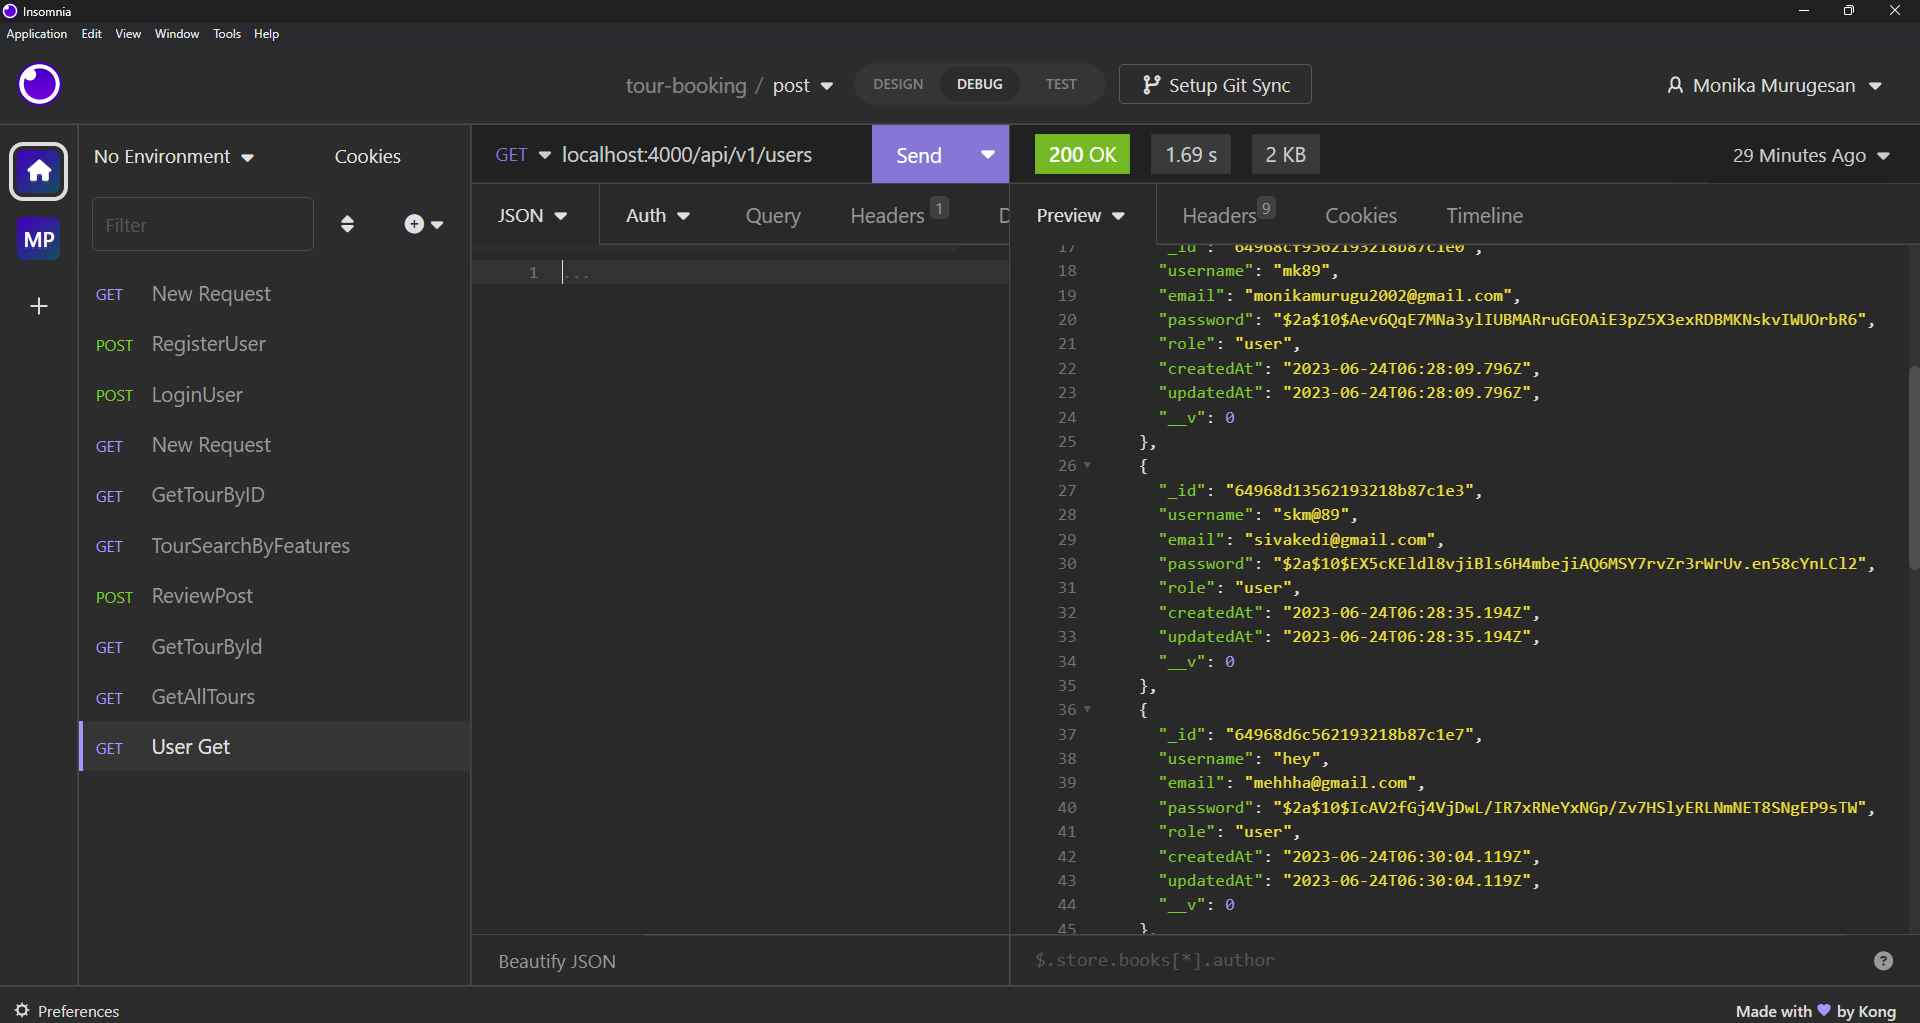 Insomnia
Application Edit View Window Tools Help
tour-booking / post DESIGN DEBUG TEST Setup Git Sync Monika Murugesan
No Environment Cookies
GET localhost:4000/api/v1/users Send 200 OK 1.69 s 2 KB 29 Minutes Ago
Filter
MP
JSON Auth Query Headers 1 D Preview Headers 9 Cookies Timeline
GET New Request
POST RegisterUser
POST LoginUser
GET New Request
GET GetTourByID
GET TourSearchByFeatures
POST ReviewPost
GET GetTourById
GET GetAllTours
GET User Get
1 ...
Beautify JSON
17
18 "username": "mk89",
19 "email": "monikamurugu2002@gmail.com",
20 "password": "$2a$10$Aev6QqE7MNa3ylIUBMARruGEOAiE3pZ5X3exRDBMKNskvIWUOrbR6",
21 "role": "user",
22 "createdAt": "2023-06-24T06:28:09.796Z",
23 "updatedAt": "2023-06-24T06:28:09.796Z",
24 "__v": 0
25 },
26 {
27 "_id": "64968d13562193218b87c1e3",
28 "username": "skm@89",
29 "email": "sivakedi@gmail.com",
30 "password": "$2a$10$EX5cKEldl8vjiBls6H4mbejiAQ6MSY7rvZr3rWrUv.en58cYnLCl2",
31 "role": "user",
32 "createdAt": "2023-06-24T06:28:35.194Z",
33 "updatedAt": "2023-06-24T06:28:35.194Z",
34 "__v": 0
35 },
36 {
37 "_id": "64968d6c562193218b87c1e7",
38 "username": "hey",
39 "email": "mehhha@gmail.com",
40 "password": "$2a$10$IcAV2fGj4VjDwL/IR7xRNeYxNGp/Zv7HSlyERLNmNET8SNgEP9sTW",
41 "role": "user",
42 "createdAt": "2023-06-24T06:30:04.119Z",
43 "updatedAt": "2023-06-24T06:30:04.119Z",
44 "__v": 0
45 },
$.store.books[*].author
Preferences
Made with by Kong